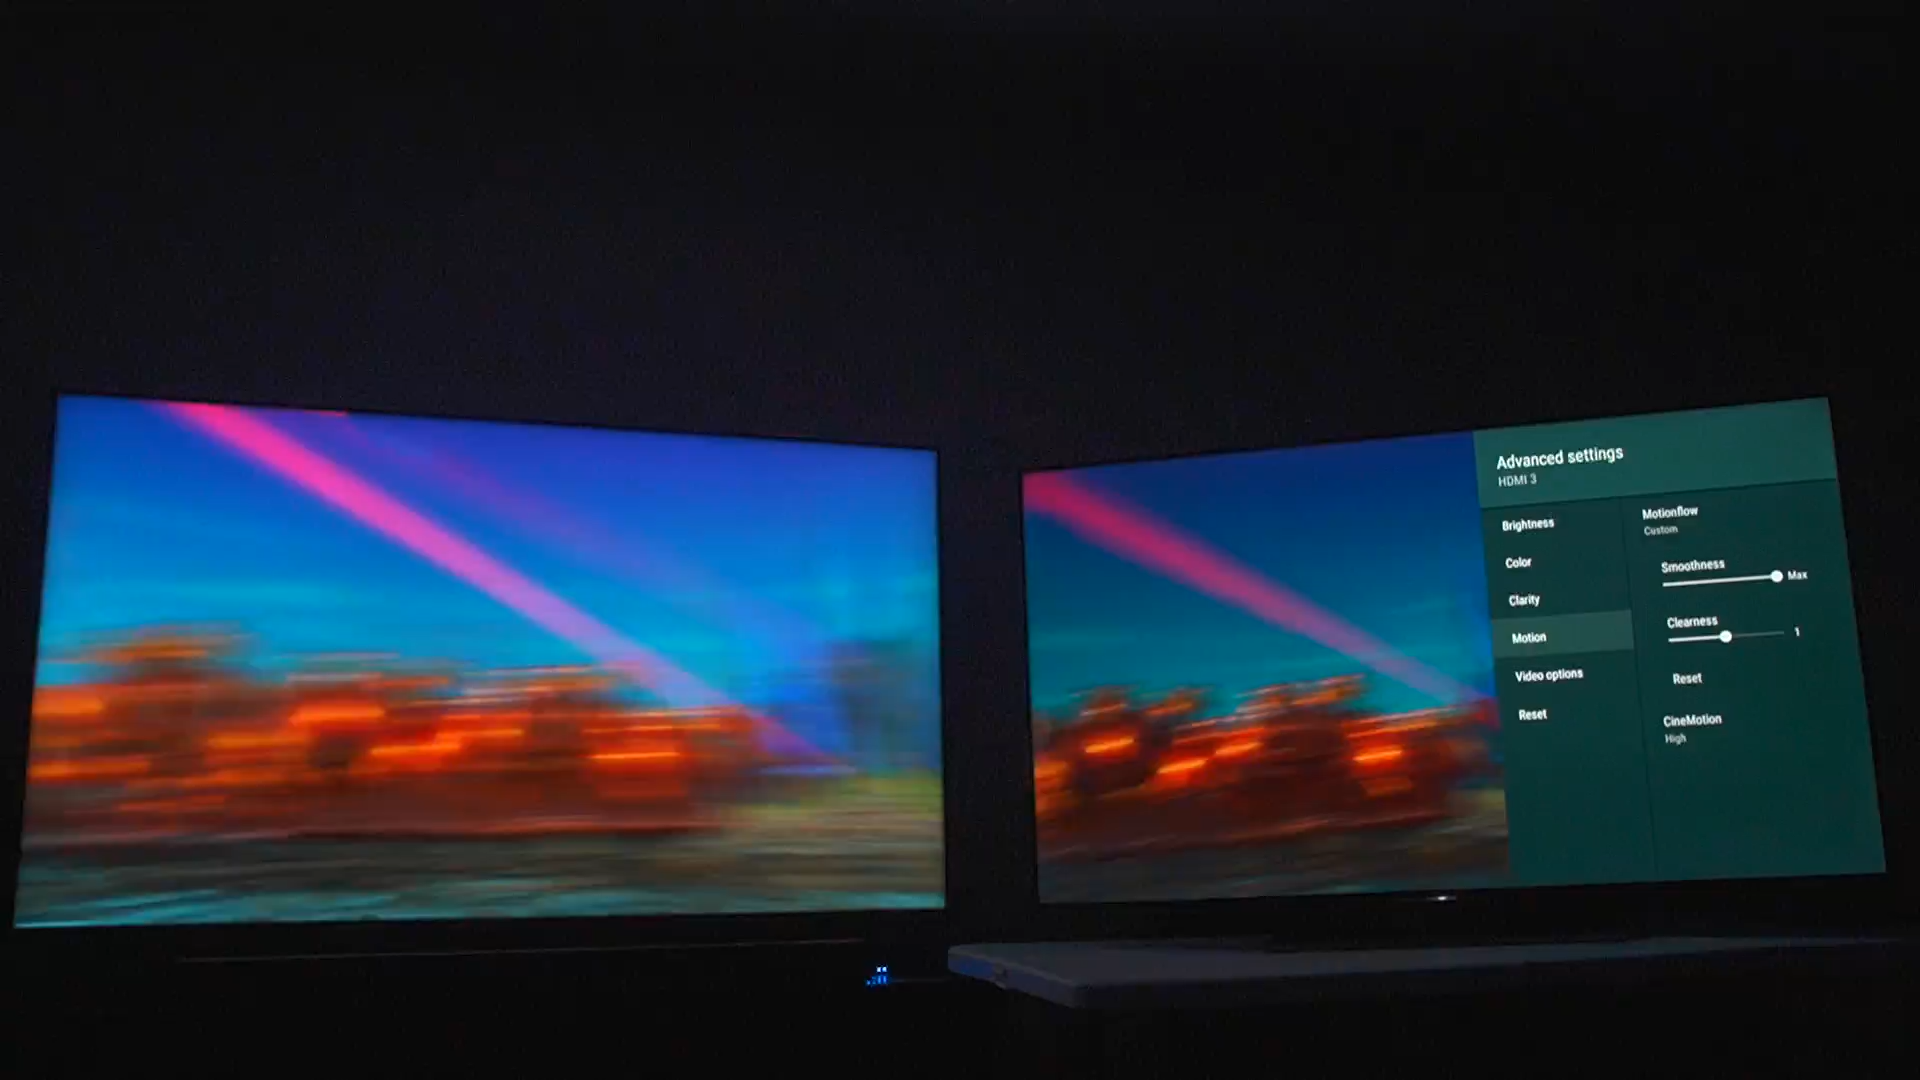 Advanced settings
HDMI 3
Brightness
Color
Clarity
Motion
Video options
Reset
Motionflow
Custom
Smoothness
Max
Clearness
1
Reset
CineMotion
High